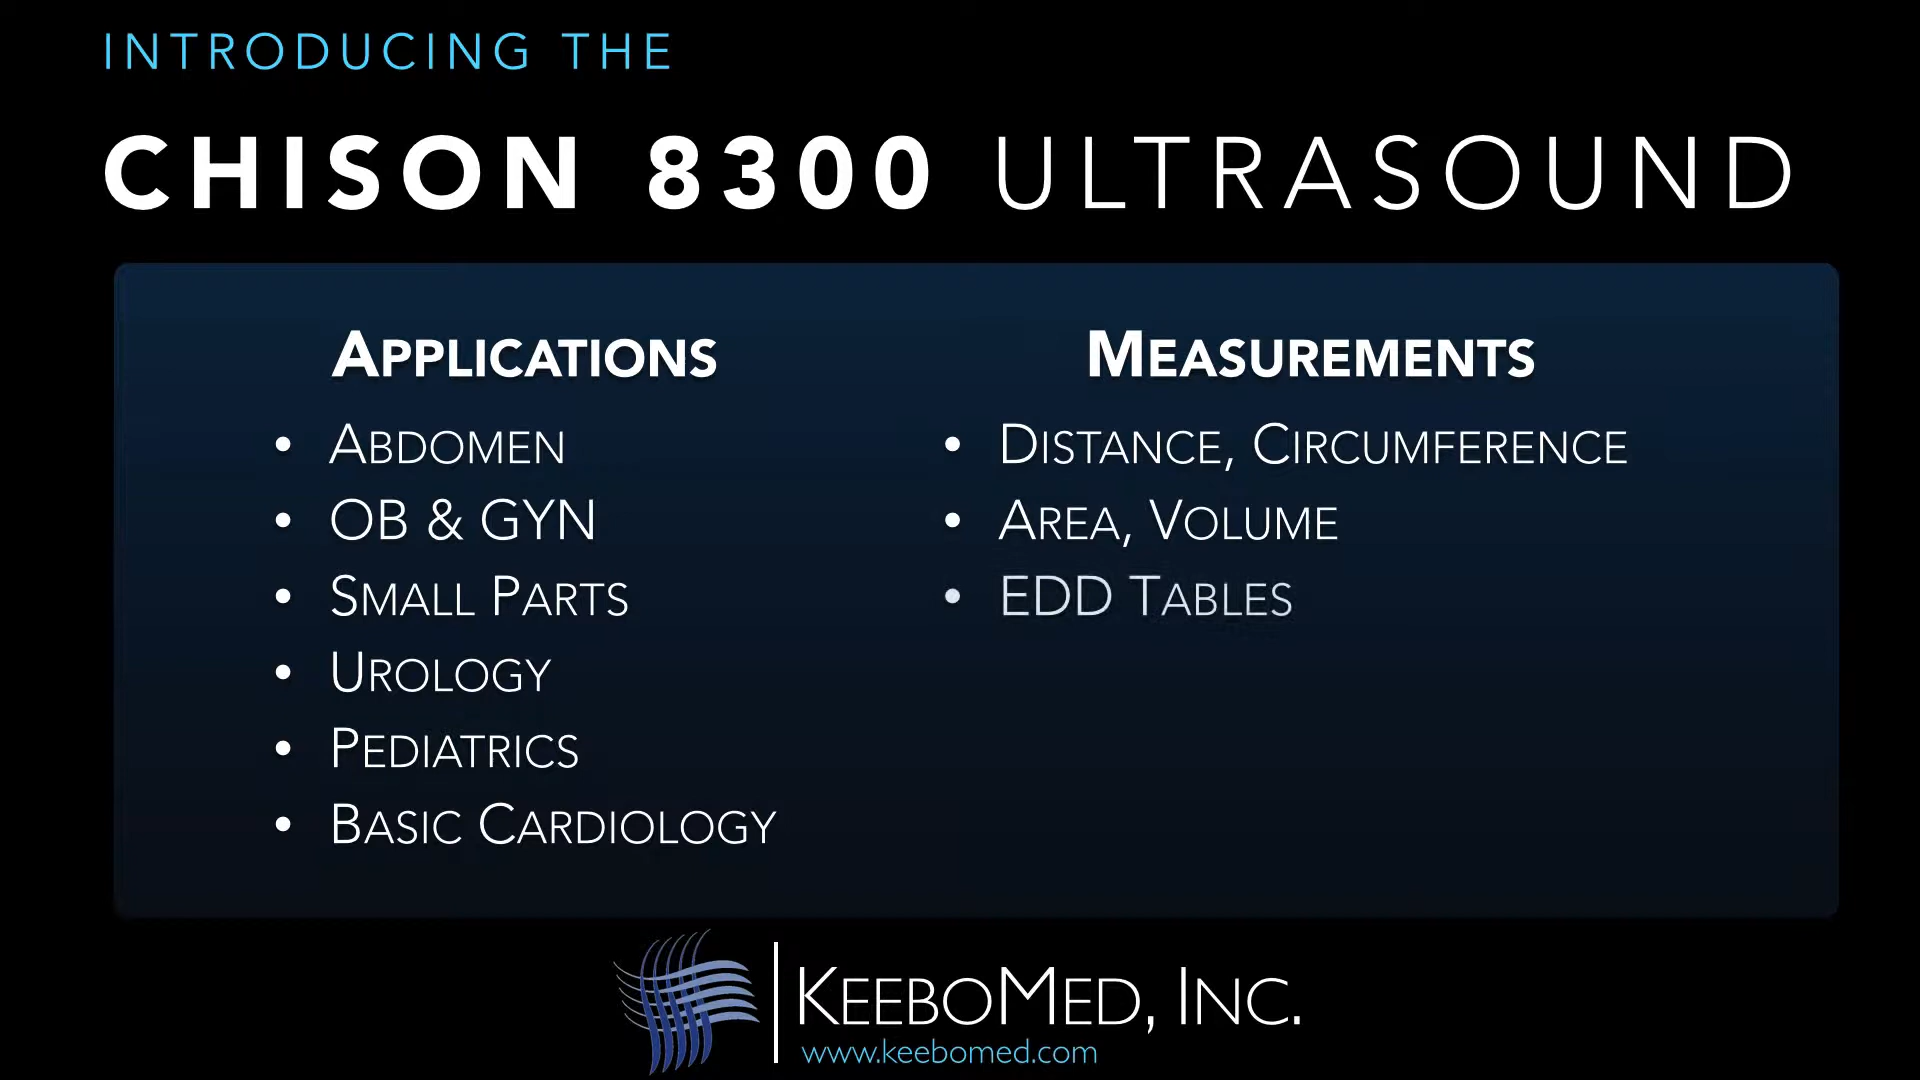 INTRODUCING THE
CHISON 8300 ULTRASOUND
APPLICATIONS
• ABDOMEN
• OB & GYN
• SMALL PARTS
• UROLOGY
• PEDIATRICS
• BASIC CARDIOLOGY
MEASUREMENTS
• DISTANCE, CIRCUMFERENCE
• AREA, VOLUME
• EDD TABLES
KEEBOMED, INC.
www.keebomed.com